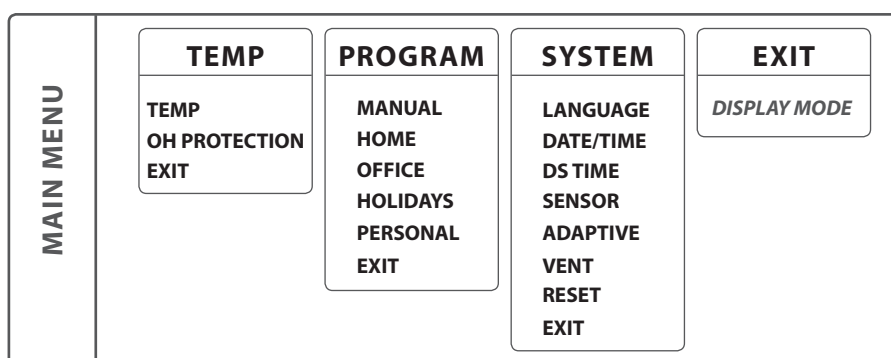 MAIN MENU
TEMP
TEMP
OH PROTECTION
EXIT
PROGRAM
MANUAL
HOME
OFFICE
HOLIDAYS
PERSONAL
EXIT
SYSTEM
LANGUAGE
DATE/TIME
DS TIME
SENSOR
ADAPTIVE
VENT
RESET
EXIT
EXIT
DISPLAY MODE